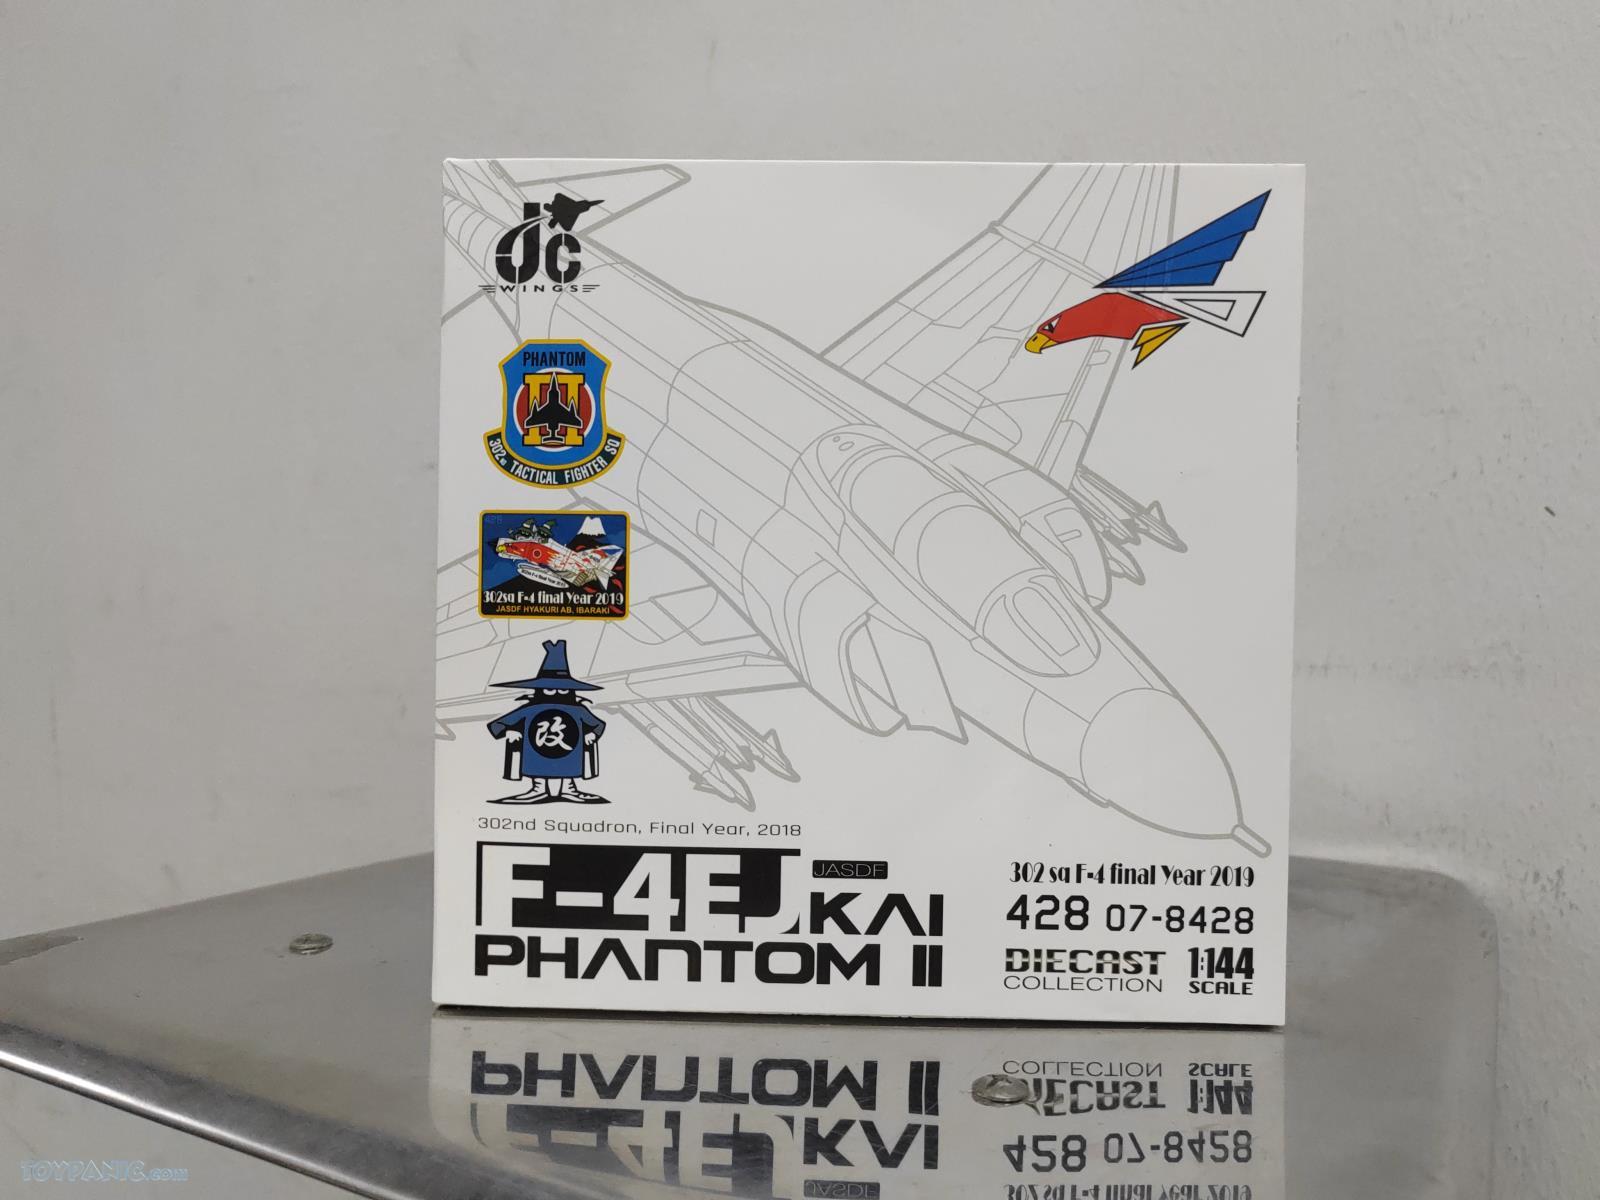 JC
WINGS
PHANTOM
II
302ND TACTICAL FIGHTER SQ
428
302sq F-4 final Year 2019
JASDF HYAKURI AB, IBARAKI
改
302nd Squadron, Final Year, 2018
F-4EJ JASDF KAI
PHANTOM II
302 sq F-4 final Year 2019
428 07-8428
DIECAST
COLLECTION
1:144
SCALE
TOYPANIC.com